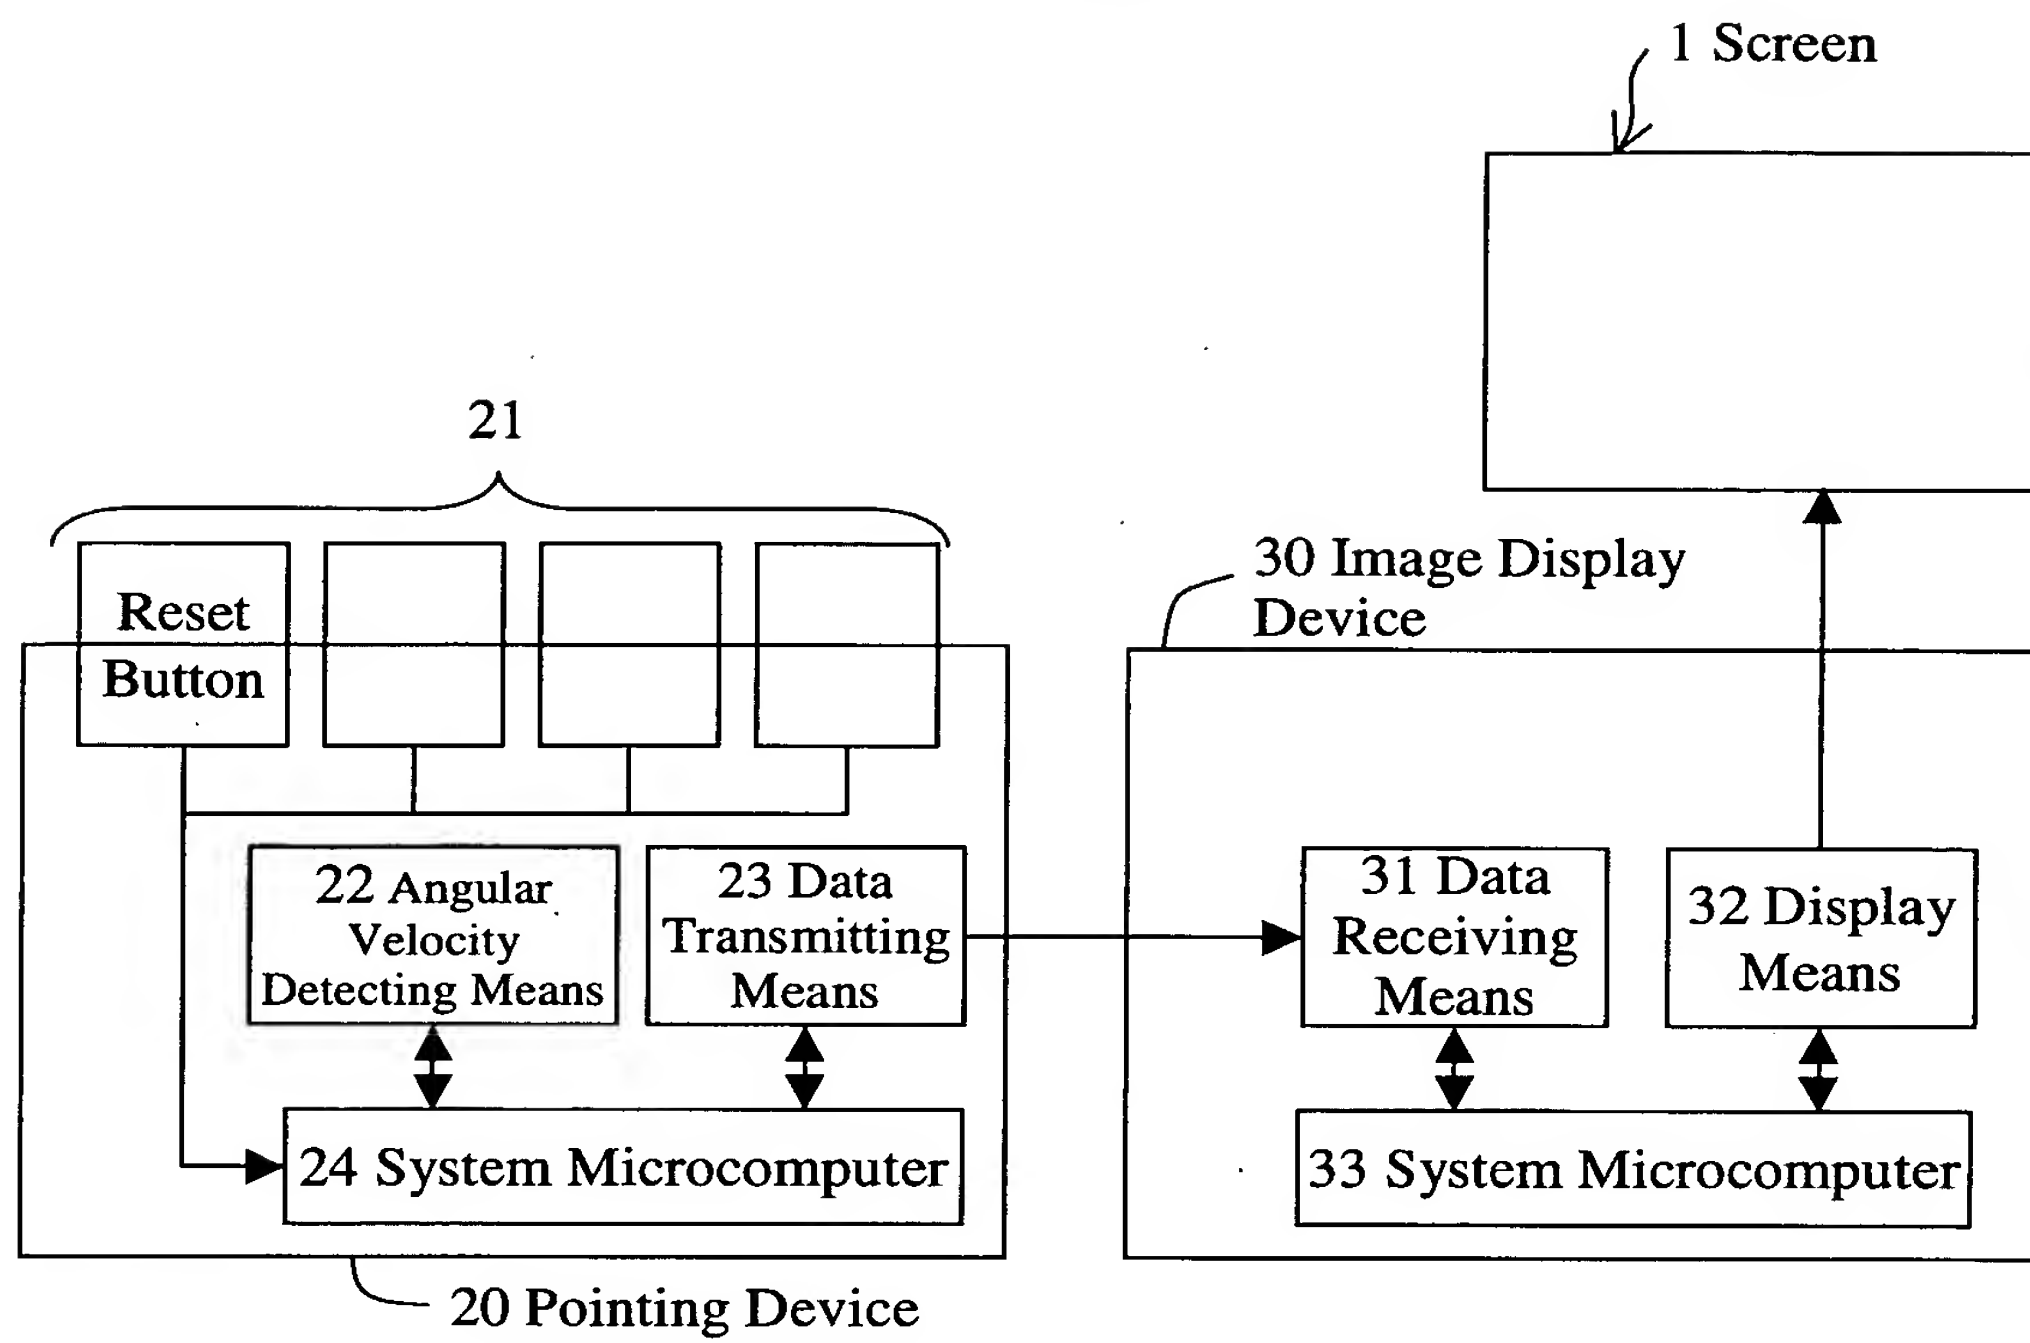 1 Screen
21
30 Image Display
Device
Reset
Button
22 Angular
Velocity
Detecting Means
23 Data
Transmitting
Means
31 Data
Receiving
Means
32 Display
Means
24 System Microcomputer
33 System Microcomputer
20 Pointing Device